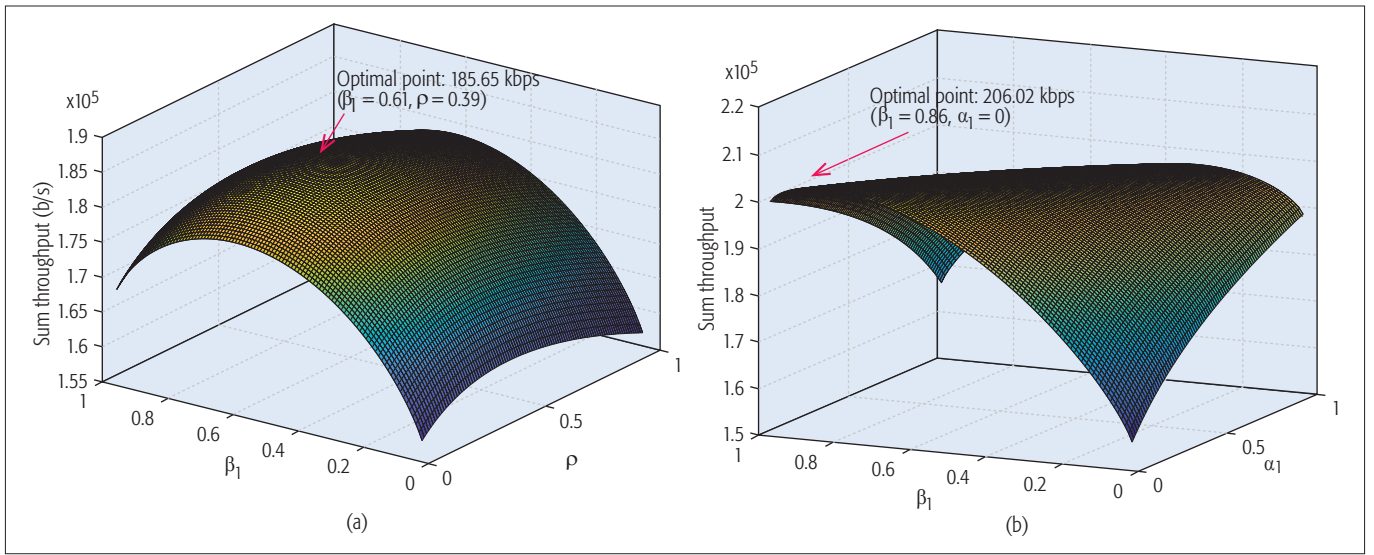 x10⁵
1.9
1.85
1.8
1.75
1.7
1.65
1.6
1.55
Sum throughput (b/s)
Optimal point: 185.65 kbps
(β₁ = 0.61, ρ = 0.39)
1
0.8
0.6
0.4
0.2
0
β₁
0
0.5
1
ρ
(a)
x10⁵
2.2
2.1
2
1.9
1.8
1.7
1.6
1.5
Sum throughput
Optimal point: 206.02 kbps
(β₁ = 0.86, α₁ = 0)
1
0.8
0.6
0.4
0.2
0
β₁
0
0.5
1
α₁
(b)